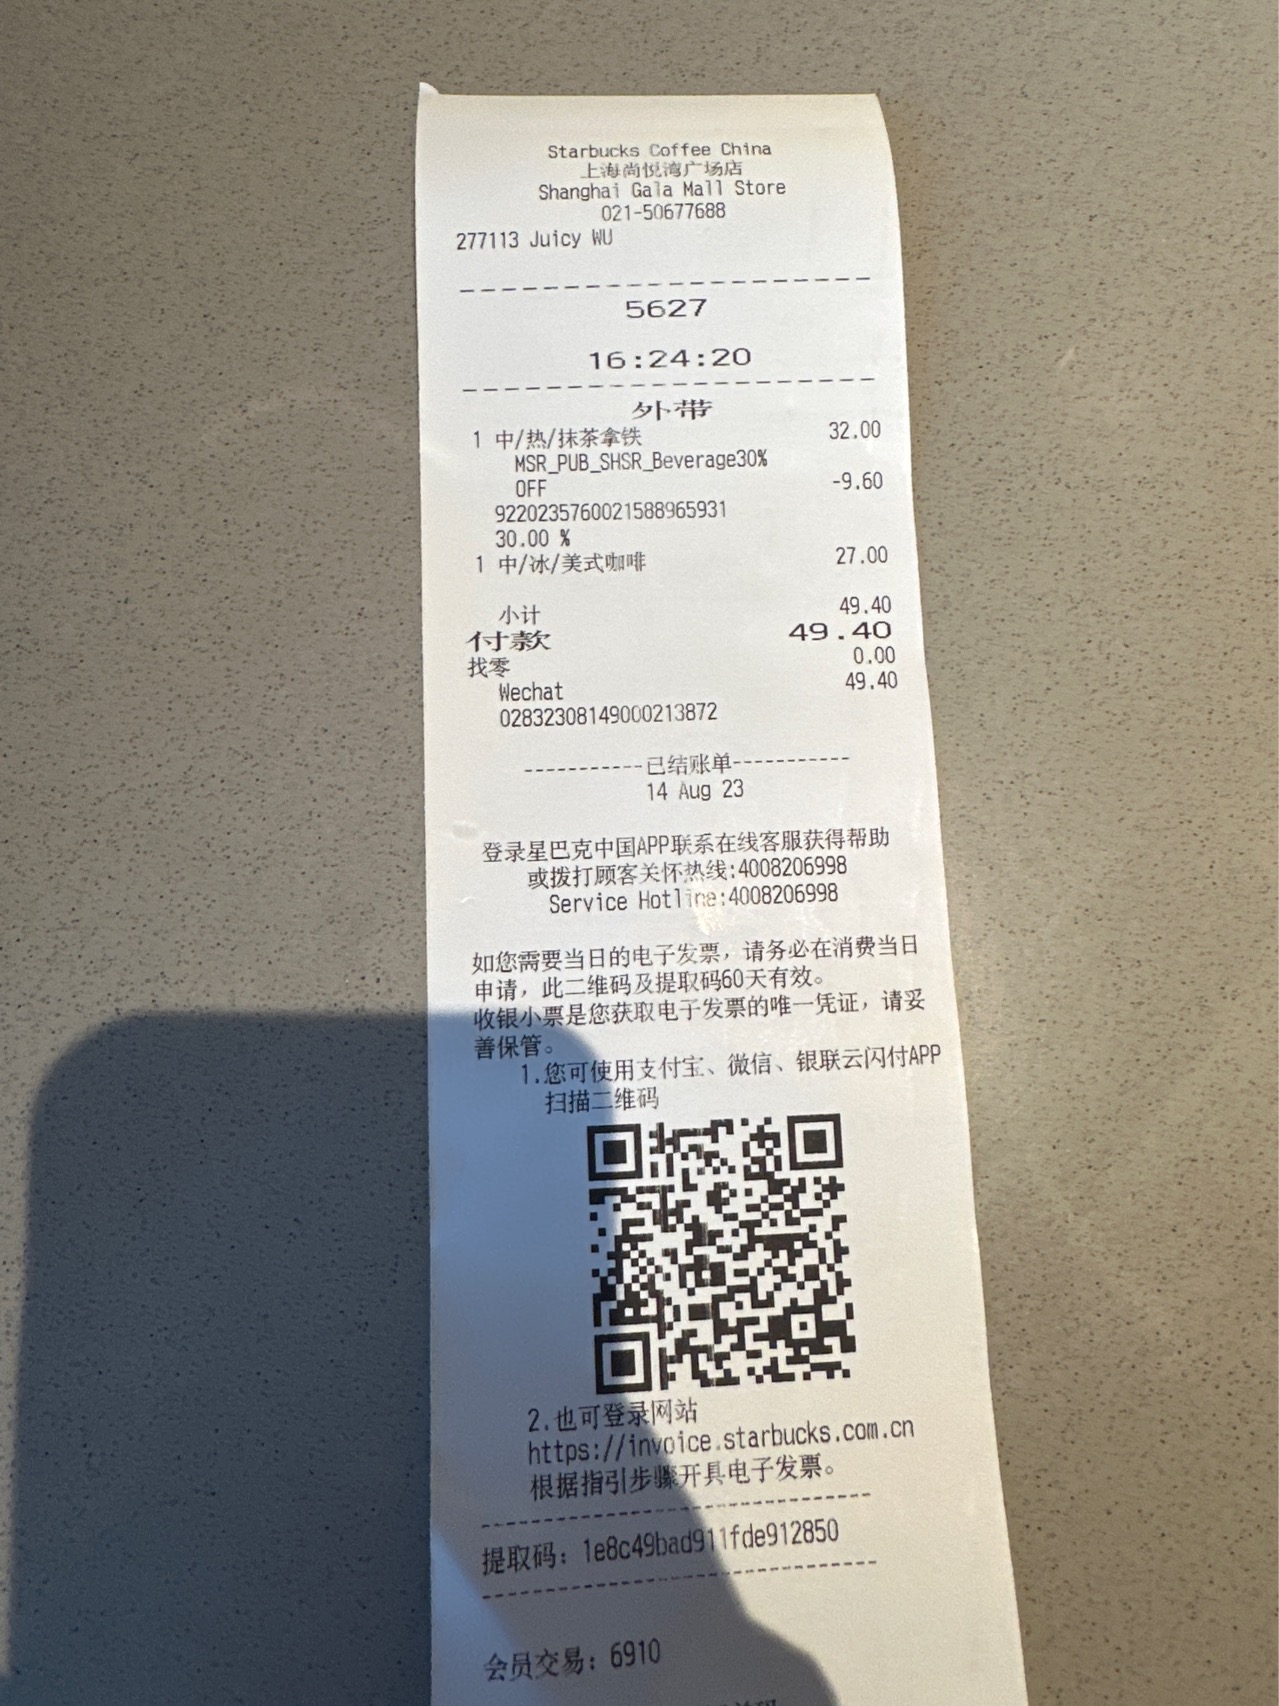 Starbucks Coffee China
上海尚悦湾广场店
Shanghai Gala Mall Store
021-50677688
277113 Juicy WU
5627
16:24:20
外带
1 中/热/抹茶拿铁 32.00
MSR_PUB_SHSR_Beverage30%
OFF -9.60
9220235760021588965931
30.00 %
1 中/冰/美式咖啡 27.00
小计 49.40
付款 49.40
找零 0.00
Wechat 49.40
02832308149000213872
-----------已结账单-----------
14 Aug 23
登录星巴克中国APP联系在线客服获得帮助
或拨打顾客关怀热线:4008206998
Service Hotline:4008206998
如您需要当日的电子发票，请务必在消费当日
申请，此二维码及提取码60天有效。
收银小票是您获取电子发票的唯一凭证，请妥
善保管。
1.您可使用支付宝、微信、银联云闪付APP
扫描二维码
2.也可登录网站
https://invoice.starbucks.com.cn
根据指引步骤开具电子发票。
提取码: 1e8c49bad911fde912850
会员交易: 6910